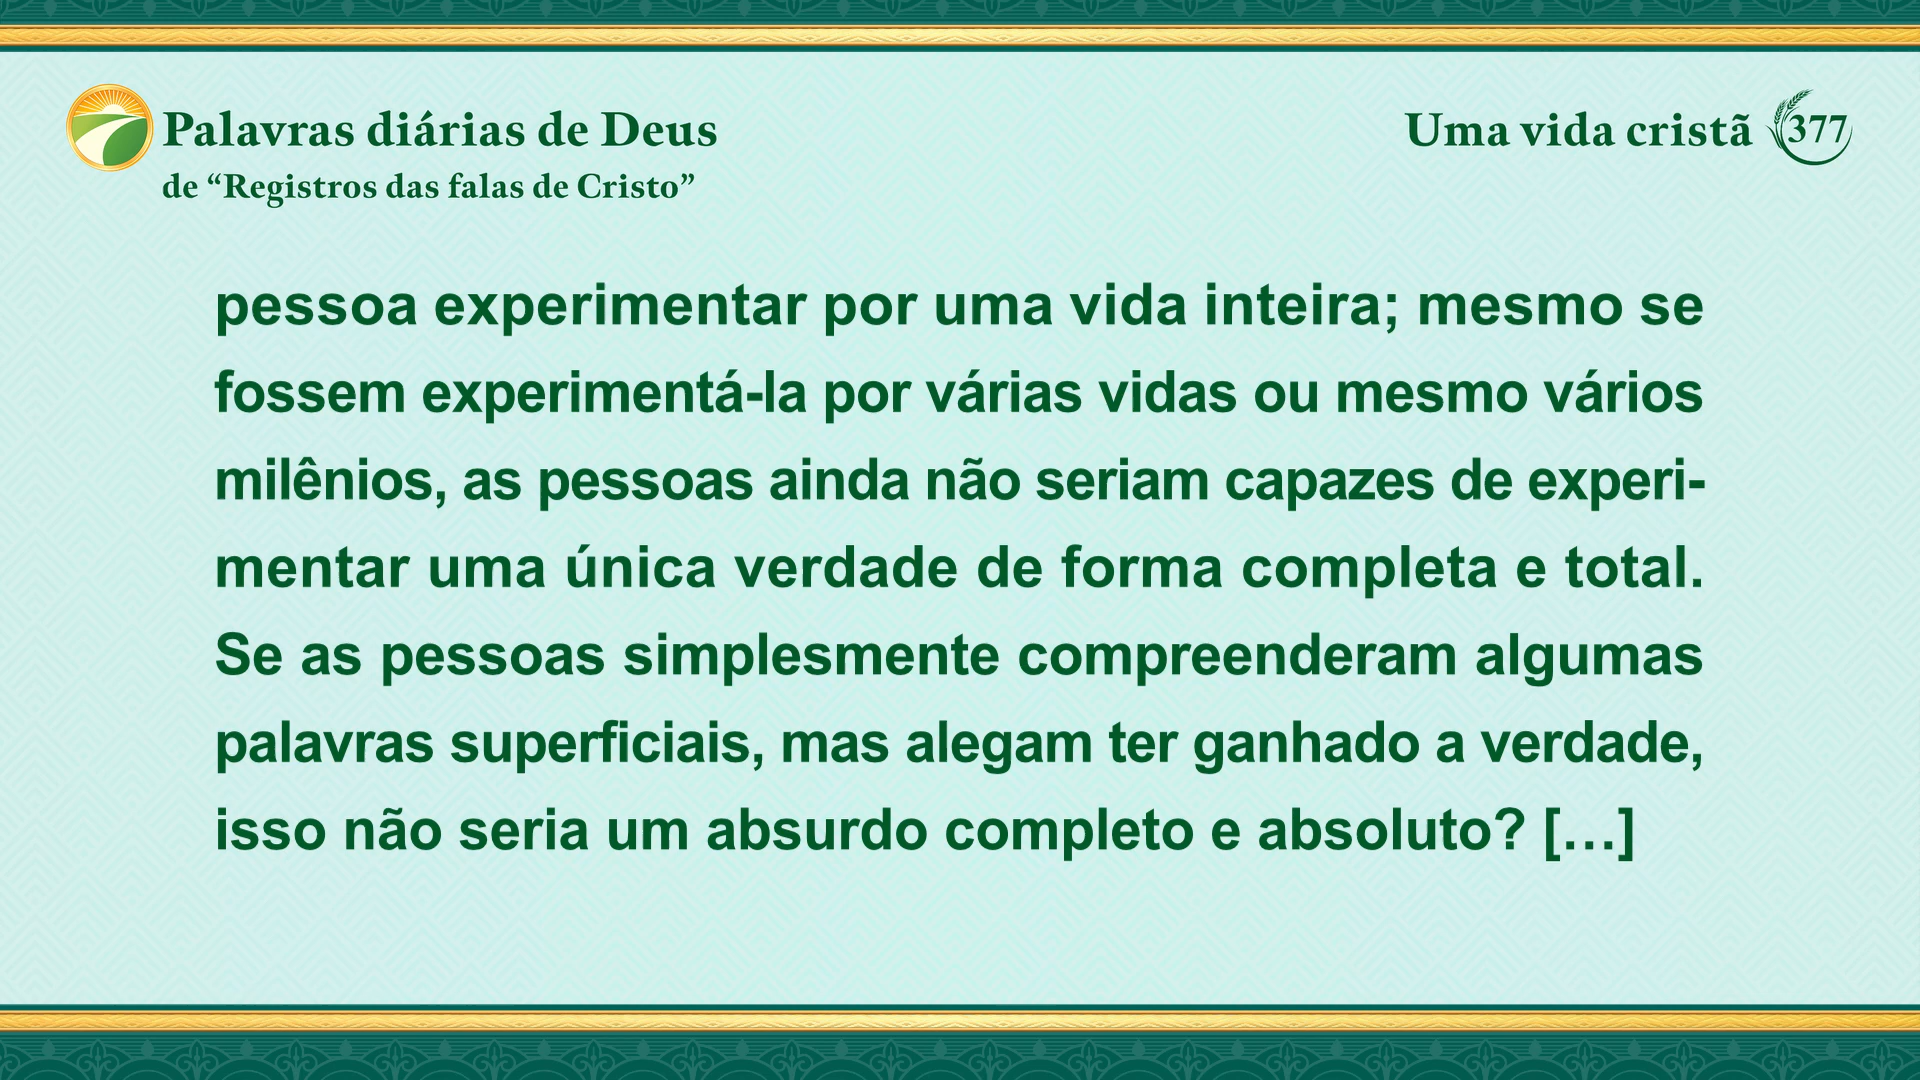 Palavras diárias de Deus
de “Registros das falas de Cristo”
Uma vida cristã 377
pessoa experimentar por uma vida inteira; mesmo se
fossem experimentá-la por várias vidas ou mesmo vários
milênios, as pessoas ainda não seriam capazes de experi-
mentar uma única verdade de forma completa e total.
Se as pessoas simplesmente compreenderam algumas
palavras superficiais, mas alegam ter ganhado a verdade,
isso não seria um absurdo completo e absoluto? […]